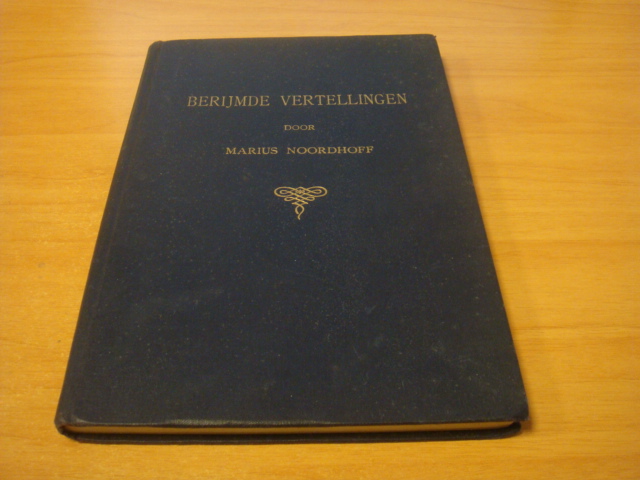 BERIJMDE VERTELLINGEN
DOOR
MARIUS NOORDHOFF